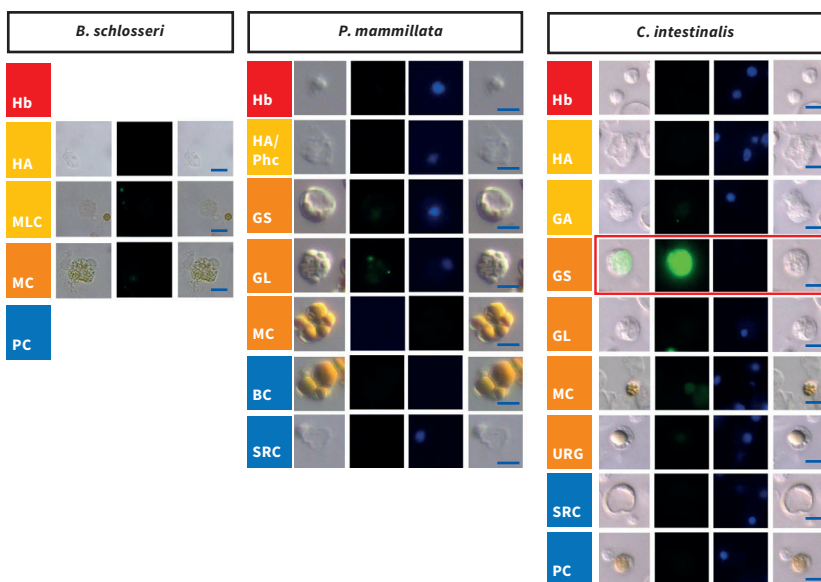 B. schlosseri
Hb
HA
MLC
MC
PC
P. mammillata
Hb
HA/
Phc
GS
GL
MC
BC
SRC
C. intestinalis
Hb
HA
GA
GS
GL
MC
URG
SRC
PC